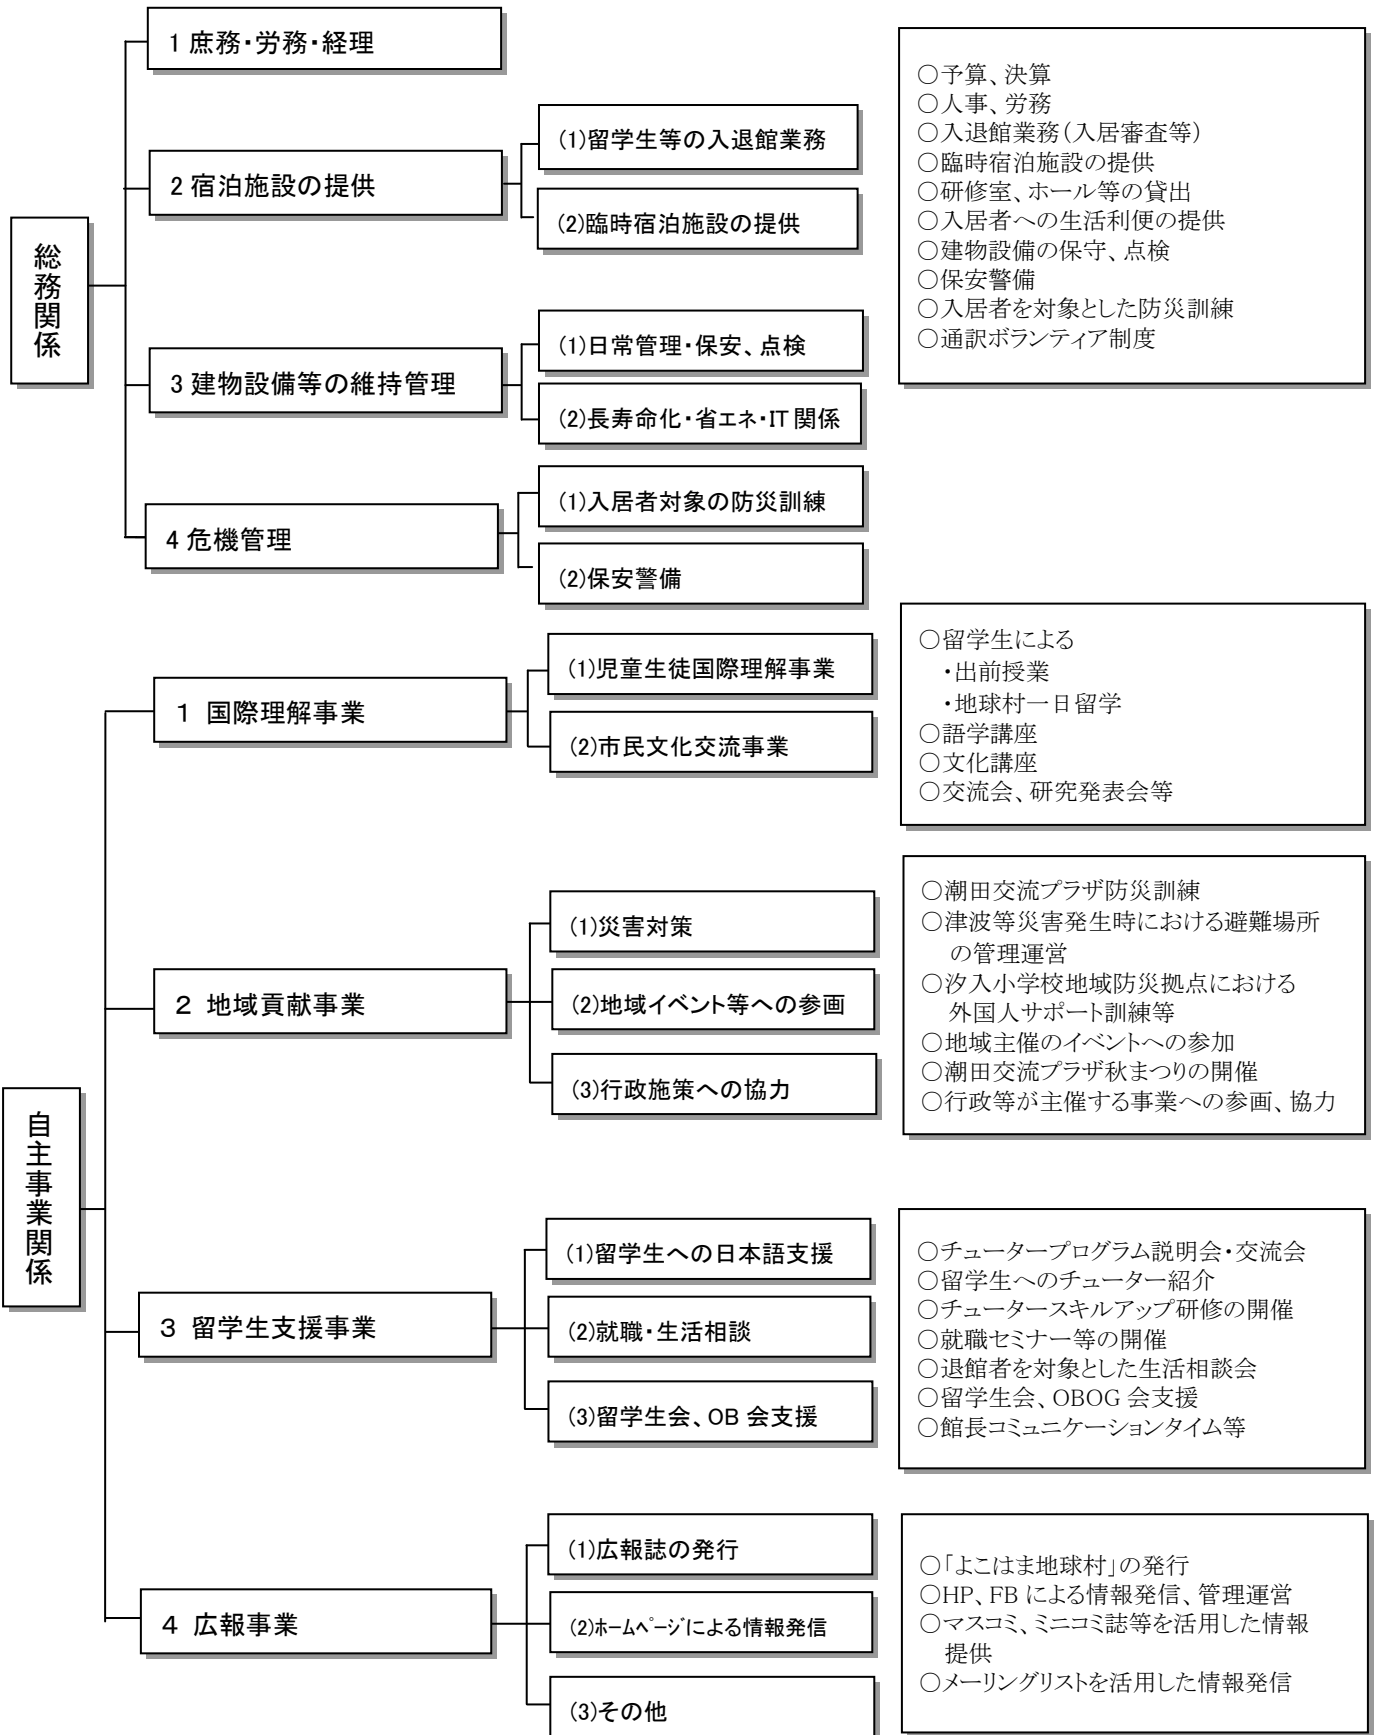 総務関係
1 庶務・労務・経理
2 宿泊施設の提供
(1)留学生等の入退館業務
(2)臨時宿泊施設の提供
3 建物設備等の維持管理
(1)日常管理・保安、点検
(2)長寿命化・省エネ・IT 関係
4 危機管理
(1)入居者対象の防災訓練
(2)保安警備
○予算、決算
○人事、労務
○入退館業務(入居審査等)
○臨時宿泊施設の提供
○研修室、ホール等の貸出
○入居者への生活利便の提供
○建物設備の保守、点検
○保安警備
○入居者を対象とした防災訓練
○通訳ボランティア制度
自主事業関係
1 国際理解事業
(1)児童生徒国際理解事業
(2)市民文化交流事業
○留学生による
・出前授業
・地球村一日留学
○語学講座
○文化講座
○交流会、研究発表会等
2 地域貢献事業
(1)災害対策
(2)地域イベント等への参画
(3)行政施策への協力
○潮田交流プラザ防災訓練
○津波等災害発生時における避難場所
の管理運営
○汐入小学校地域防災拠点における
外国人サポート訓練等
○地域主催のイベントへの参加
○潮田交流プラザ秋まつりの開催
○行政等が主催する事業への参画、協力
3 留学生支援事業
(1)留学生への日本語支援
(2)就職・生活相談
(3)留学生会、OB 会支援
○チュータープログラム説明会・交流会
○留学生へのチューター紹介
○チュータースキルアップ研修の開催
○就職セミナー等の開催
○退館者を対象とした生活相談会
○留学生会、OBOG 会支援
○館長コミュニケーションタイム等
4 広報事業
(1)広報誌の発行
(2)ホームページによる情報発信
(3)その他
○「よこはま地球村」の発行
○HP、FB による情報発信、管理運営
○マスコミ、ミニコミ誌等を活用した情報
提供
○メーリングリストを活用した情報発信